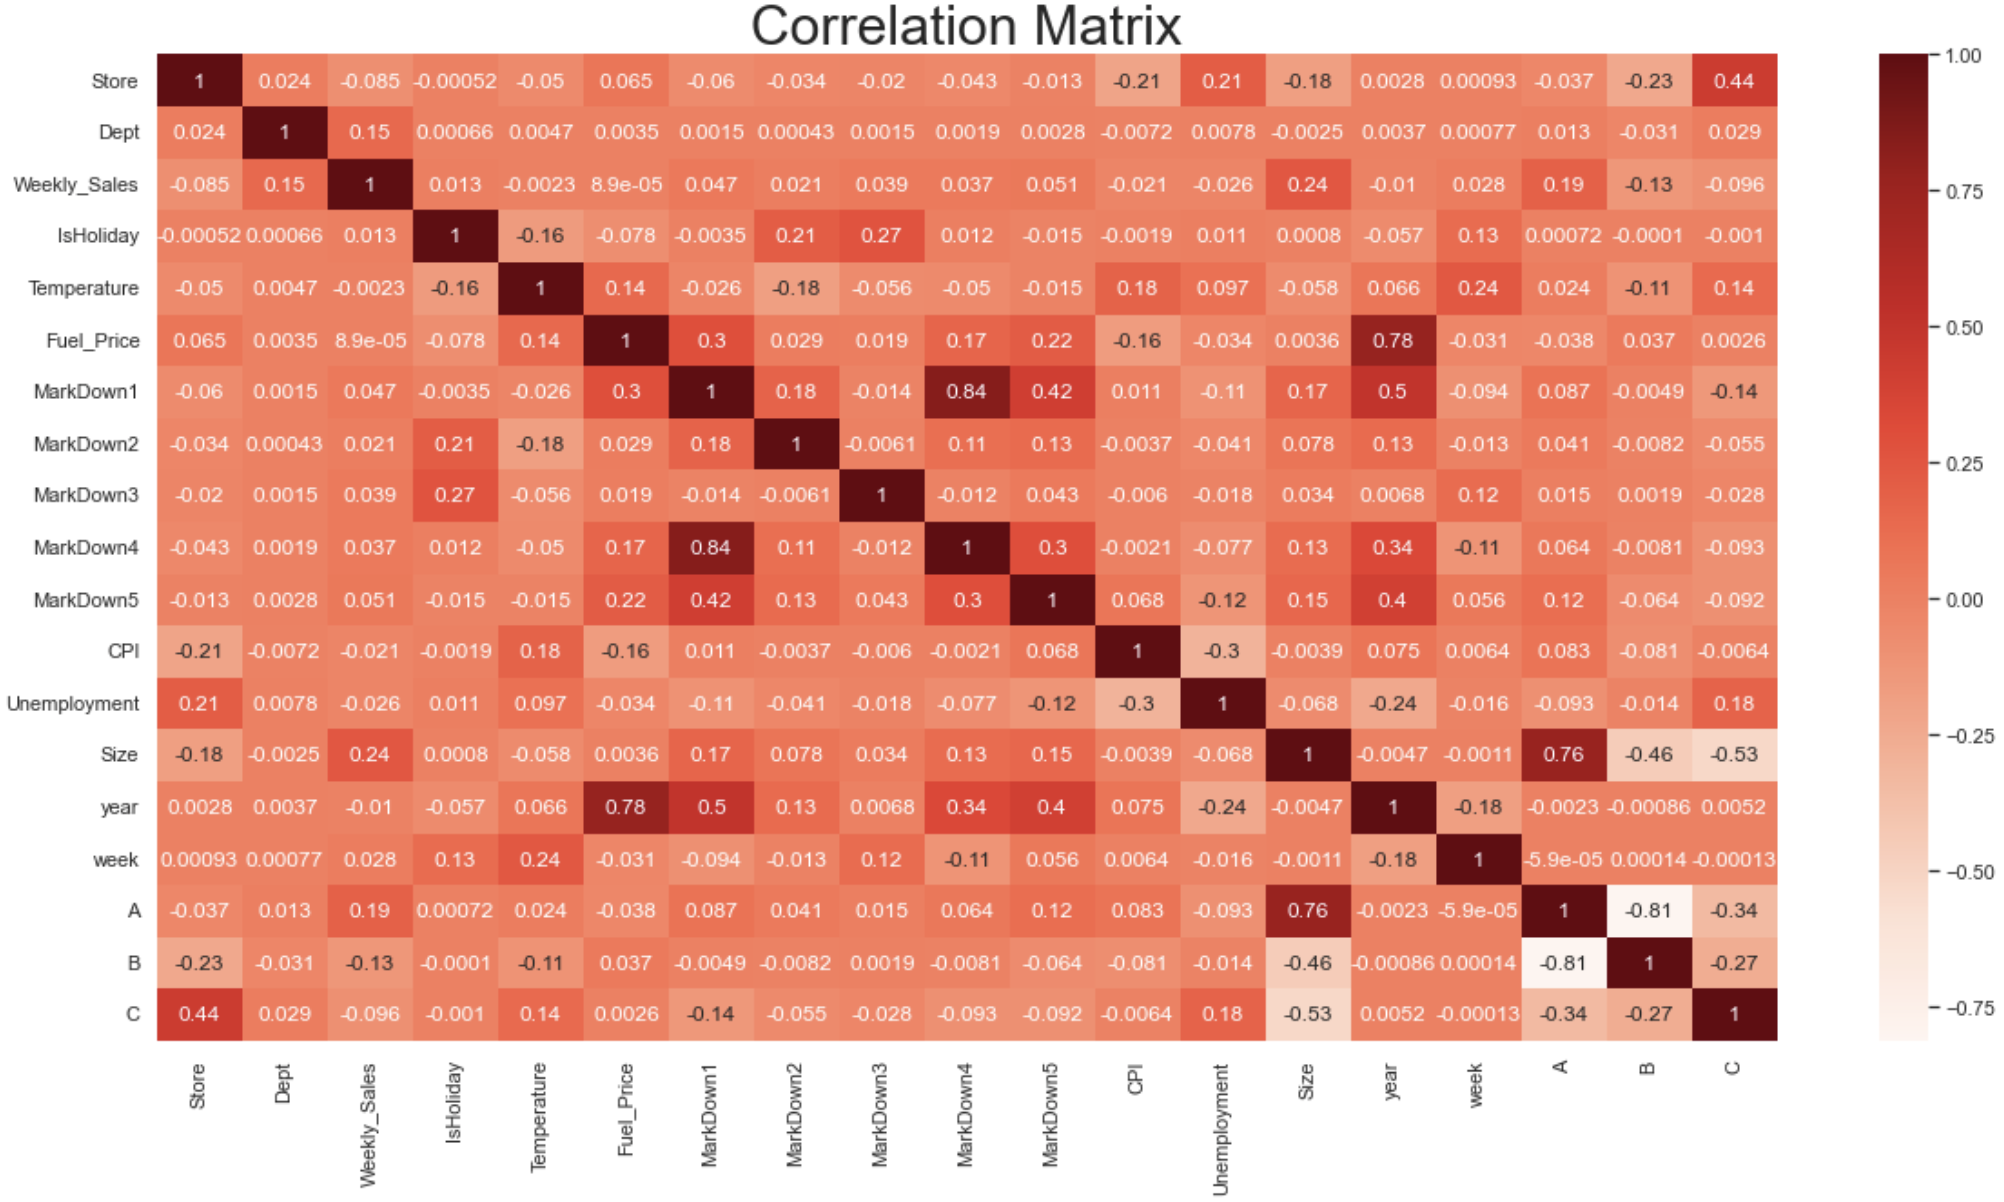 Correlation Matrix
Store 1 0.024 -0.085 -0.00052 -0.05 0.065 -0.06 -0.034 -0.02 -0.043 -0.013 -0.21 0.21 -0.18 0.0028 0.00093 -0.037 -0.23 0.44
Dept 0.024 1 0.15 0.00066 0.0047 0.0035 0.0015 0.00043 0.0015 0.0019 0.0028 -0.0072 0.0078 -0.0025 0.0037 0.00077 0.013 -0.031 0.029
Weekly_Sales -0.085 0.15 1 0.013 -0.0023 8.9e-05 0.047 0.021 0.039 0.037 0.051 -0.021 -0.026 0.24 -0.01 0.028 0.19 -0.13 -0.096
IsHoliday -0.00052 0.00066 0.013 1 -0.16 -0.078 -0.0035 0.21 0.27 0.012 -0.015 -0.0019 0.011 0.0008 -0.057 0.13 0.00072 -0.0001 -0.001
Temperature -0.05 0.0047 -0.0023 -0.16 1 0.14 -0.026 -0.18 -0.056 -0.05 -0.015 0.18 0.097 -0.058 0.066 0.24 0.024 -0.11 0.14
Fuel_Price 0.065 0.0035 8.9e-05 -0.078 0.14 1 0.3 0.029 0.019 0.17 0.22 -0.16 -0.034 0.0036 0.78 -0.031 -0.038 0.037 0.0026
MarkDown1 -0.06 0.0015 0.047 -0.0035 -0.026 0.3 1 0.18 -0.014 0.84 0.42 0.011 -0.11 0.17 0.5 -0.094 0.087 -0.0049 -0.14
MarkDown2 -0.034 0.00043 0.021 0.21 -0.18 0.029 0.18 1 -0.0061 0.11 0.13 -0.0037 -0.041 0.078 0.13 -0.013 0.041 -0.0082 -0.055
MarkDown3 -0.02 0.0015 0.039 0.27 -0.056 0.019 -0.014 -0.0061 1 -0.012 0.043 -0.006 -0.018 0.034 0.0068 0.12 0.015 0.0019 -0.028
MarkDown4 -0.043 0.0019 0.037 0.012 -0.05 0.17 0.84 0.11 -0.012 1 0.3 -0.0021 -0.077 0.13 0.34 -0.11 0.064 -0.0081 -0.093
MarkDown5 -0.013 0.0028 0.051 -0.015 -0.015 0.22 0.42 0.13 0.043 0.3 1 0.068 -0.12 0.15 0.4 0.056 0.12 -0.064 -0.092
CPI -0.21 -0.0072 -0.021 -0.0019 0.18 -0.16 0.011 -0.0037 -0.006 -0.0021 0.068 1 -0.3 -0.0039 0.075 0.0064 0.083 -0.081 -0.0064
Unemployment 0.21 0.0078 -0.026 0.011 0.097 -0.034 -0.11 -0.041 -0.018 -0.077 -0.12 -0.3 1 -0.068 -0.24 -0.016 -0.093 -0.014 0.18
Size -0.18 -0.0025 0.24 0.0008 -0.058 0.0036 0.17 0.078 0.034 0.13 0.15 -0.0039 -0.068 1 -0.0047 -0.0011 0.76 -0.46 -0.53
year 0.0028 0.0037 -0.01 -0.057 0.066 0.78 0.5 0.13 0.0068 0.34 0.4 0.075 -0.24 -0.0047 1 -0.18 -0.0023 -0.00086 0.0052
week 0.00093 0.00077 0.028 0.13 0.24 -0.031 -0.094 -0.013 0.12 -0.11 0.056 0.0064 -0.016 -0.0011 -0.18 1 -5.9e-05 0.00014 -0.00013
A -0.037 0.013 0.19 0.00072 0.024 -0.038 0.087 0.041 0.015 0.064 0.12 0.083 -0.093 0.76 -0.0023 -5.9e-05 1 -0.81 -0.34
B -0.23 -0.031 -0.13 -0.0001 -0.11 0.037 -0.0049 -0.0082 0.0019 -0.0081 -0.064 -0.081 -0.014 -0.46 -0.00086 0.00014 -0.81 1 -0.27
C 0.44 0.029 -0.096 -0.001 0.14 0.0026 -0.14 -0.055 -0.028 -0.093 -0.092 -0.0064 0.18 -0.53 0.0052 -0.00013 -0.34 -0.27 1
Store Dept Weekly_Sales IsHoliday Temperature Fuel_Price MarkDown1 MarkDown2 MarkDown3 MarkDown4 MarkDown5 CPI Unemployment Size year week A B C
1.00
0.75
0.50
0.25
0.00
−0.25
−0.50
−0.75